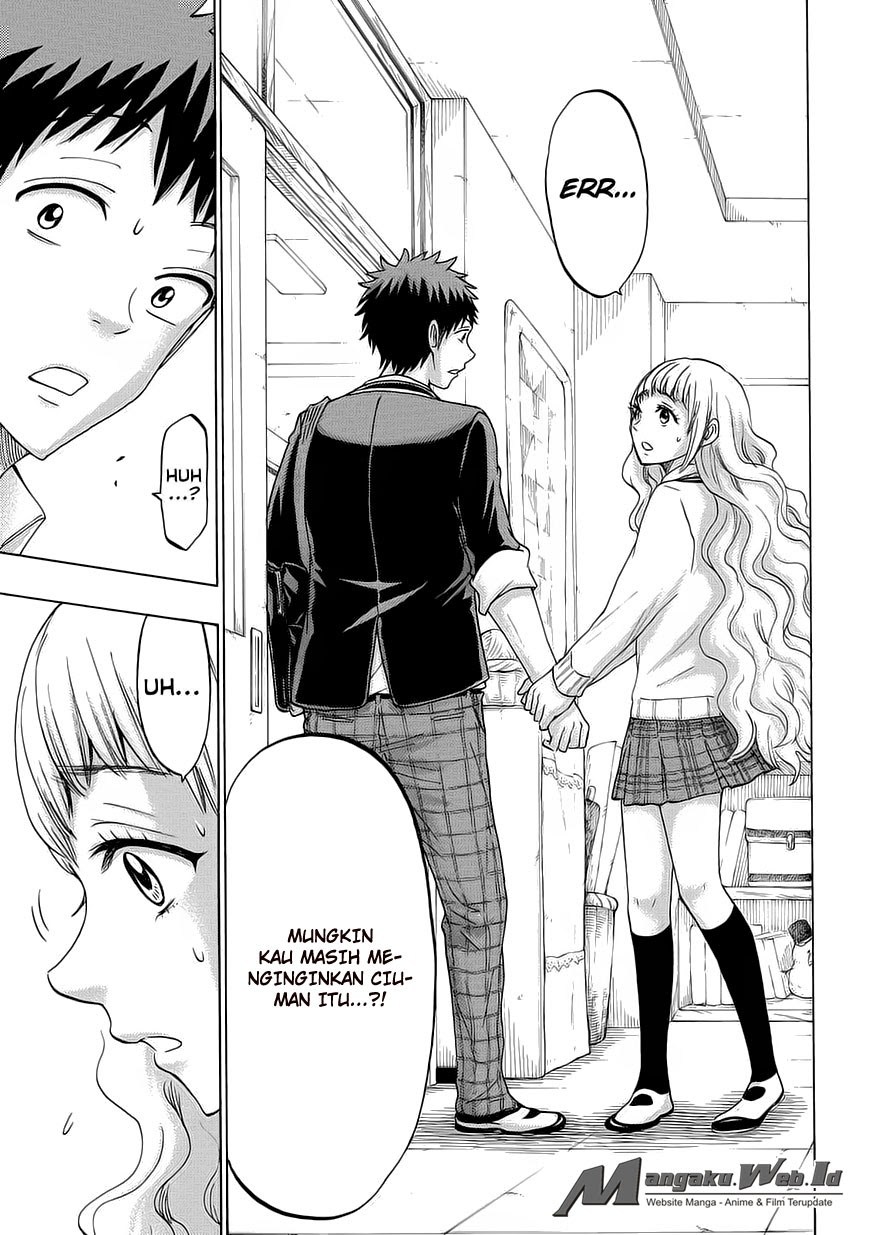 ERR...
MUNGKIN
KAU MASIH ME-
NGINGINKAN CIU-
MAN ITU...?!
HUH
...?
UH...
Mangaku.Web.Id
Website Manga - Anime & Film Terupdate